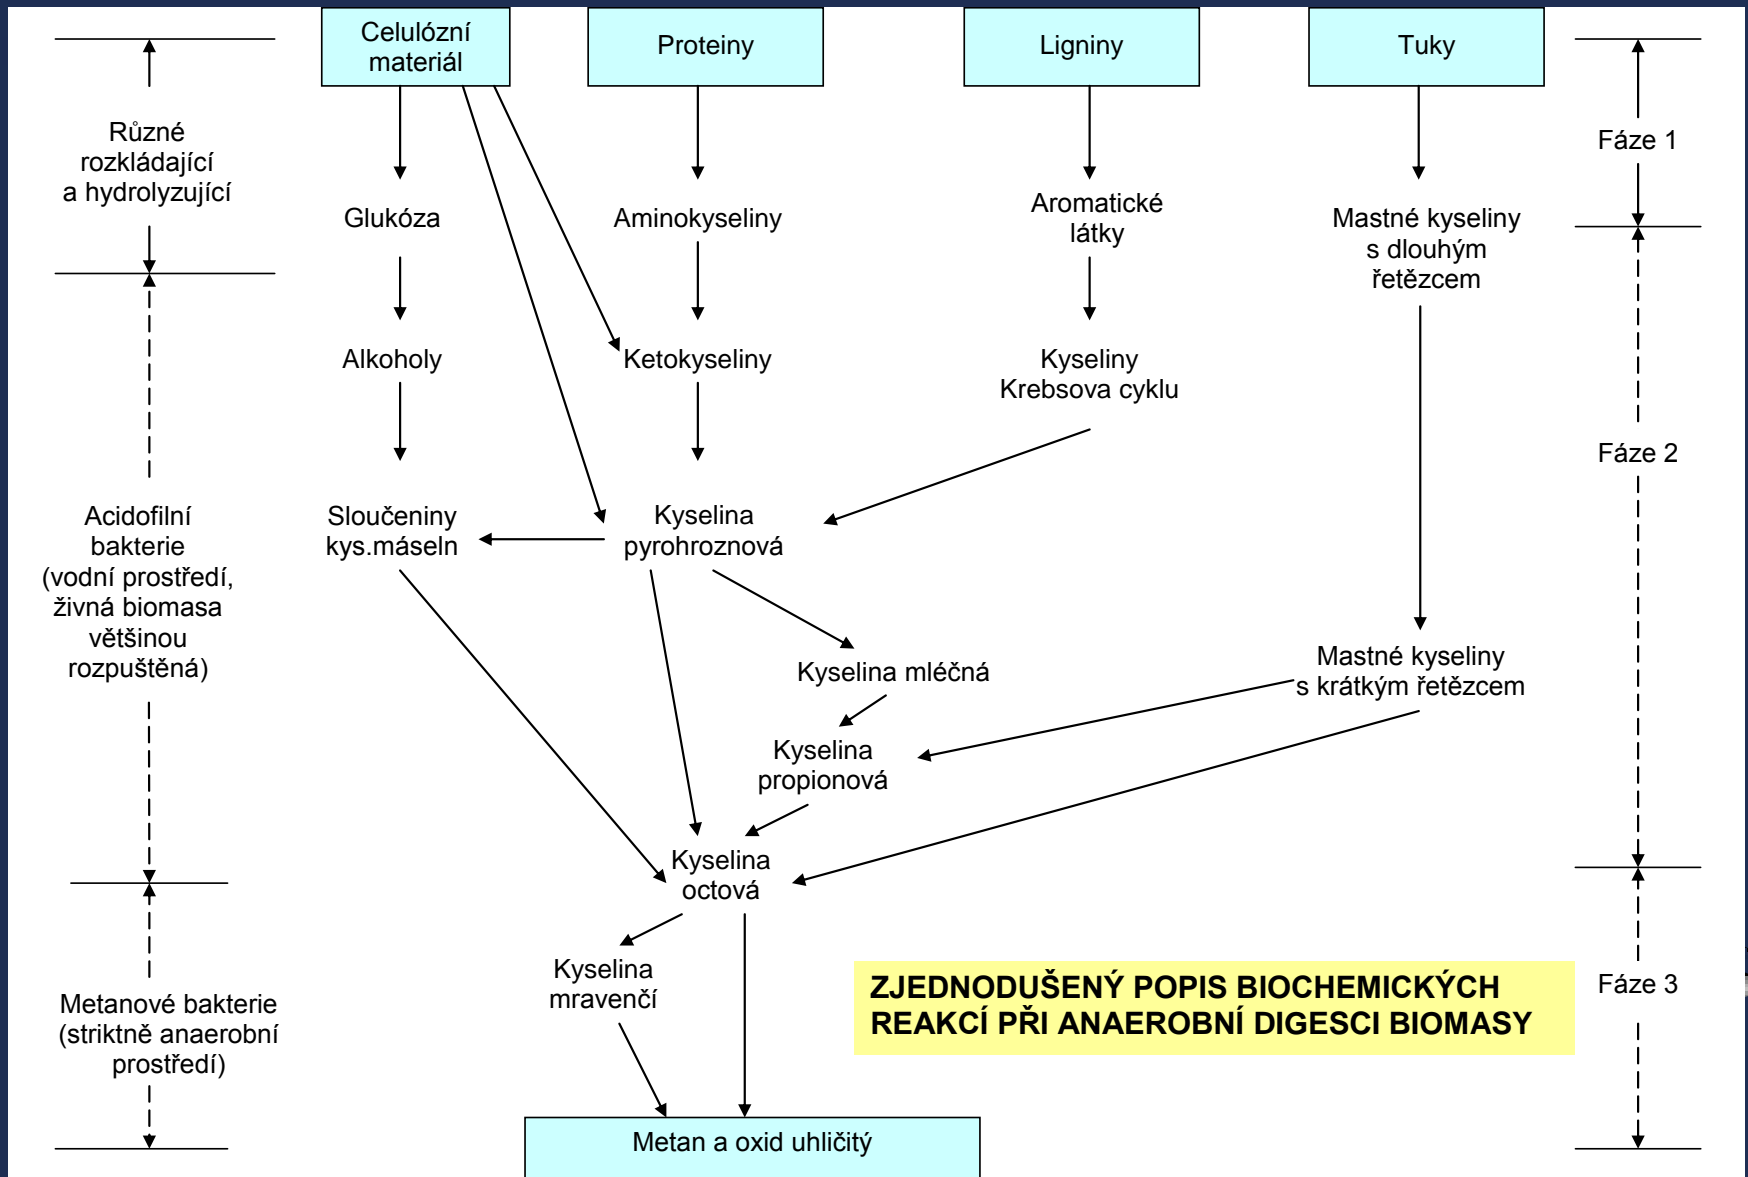 Celulózní
materiál
Proteiny
Ligniny
Tuky
Různé
rozkládající
a hydrolyzující
Fáze 1
Glukóza
Aminokyseliny
Aromatické
látky
Mastné kyseliny
s dlouhým
řetězcem
Alkoholy
Ketokyseliny
Kyseliny
Krebsova cyklu
Fáze 2
Acidofilní
bakterie
(vodní prostředí,
živná biomasa
většinou
rozpuštěná)
Sloučeniny
kys.máseln
Kyselina
pyrohroznová
Kyselina mléčná
Mastné kyseliny
s krátkým řetězcem
Kyselina
propionová
Kyselina
octová
Kyselina
mravenčí
Metanové bakterie
(striktně anaerobní
prostředí)
ZJEDNODUŠENÝ POPIS BIOCHEMICKÝCH
REAKCÍ PŘI ANAEROBNÍ DIGESCI BIOMASY
Fáze 3
Metan a oxid uhličitý